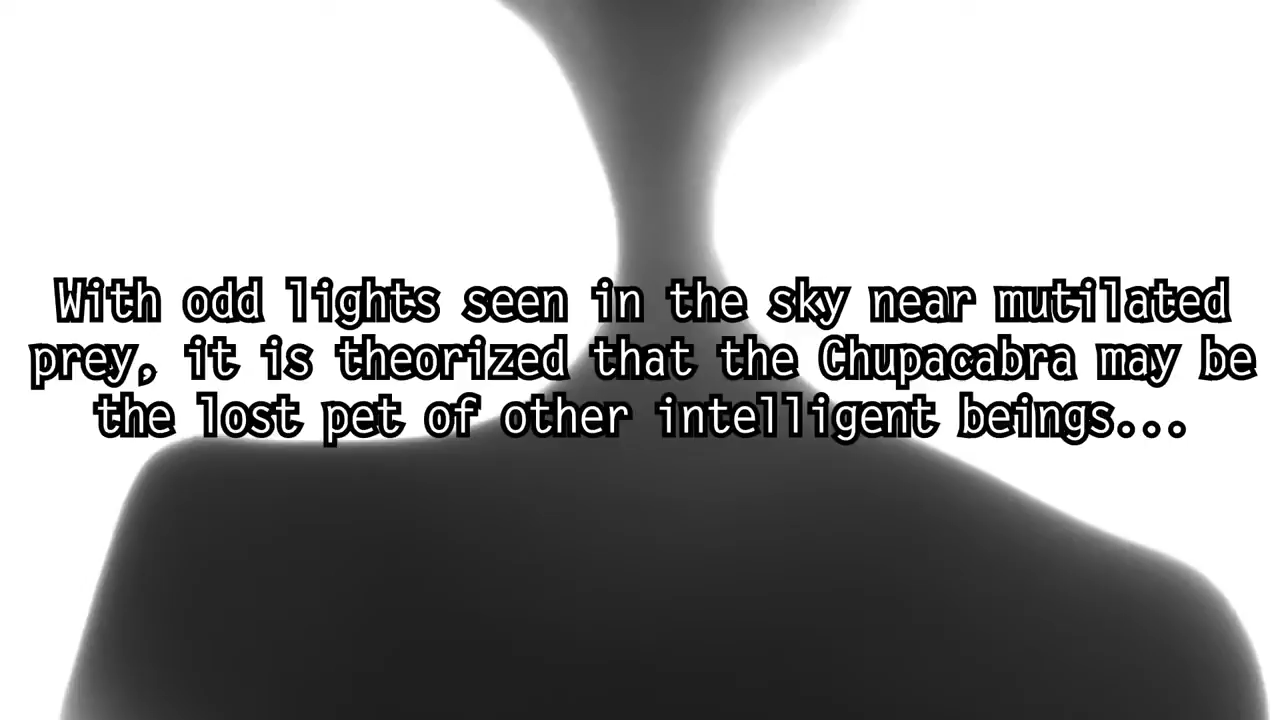 With odd lights seen in the sky near mutilated
prey, it is theorized that the Chupacabra may be
the lost pet of other intelligent beings...